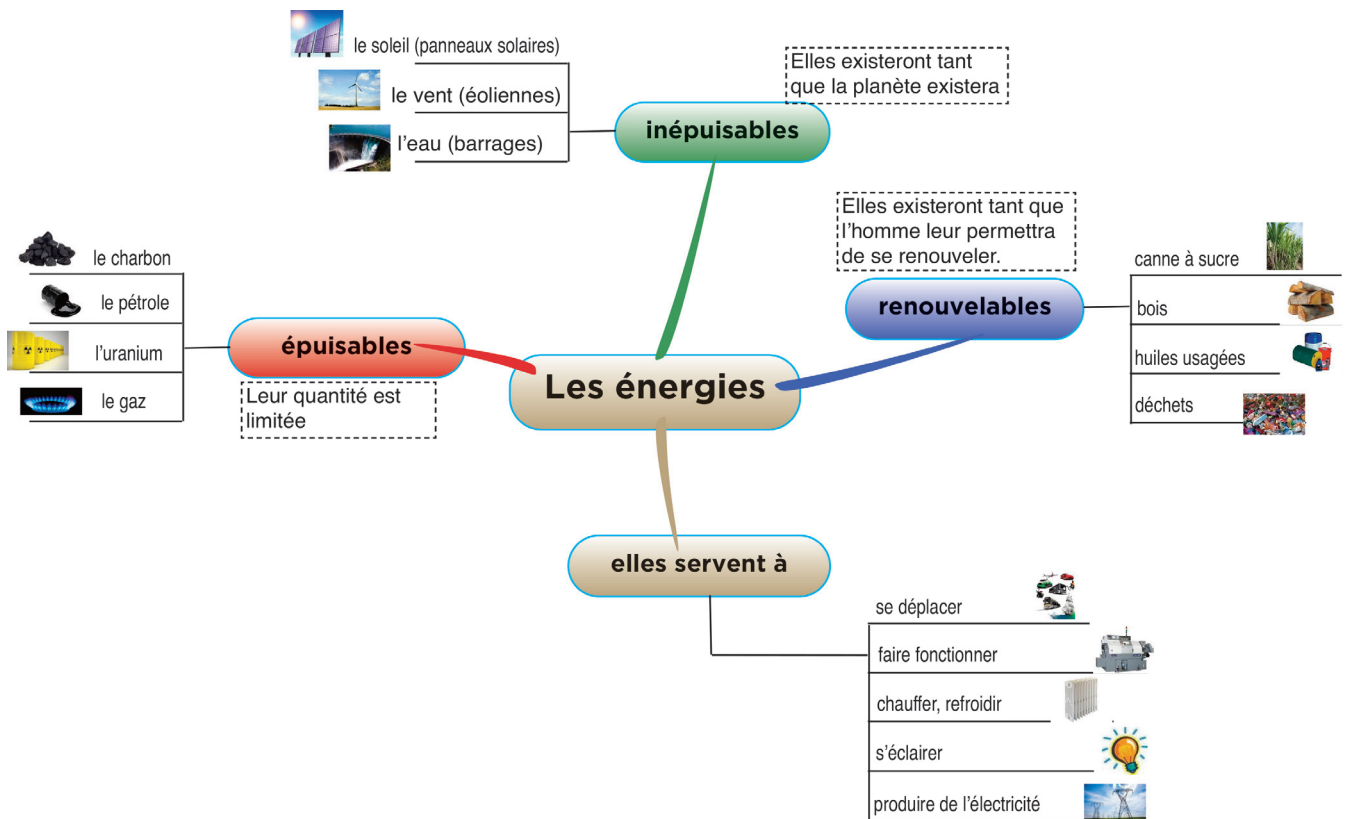 le soleil (panneaux solaires)
le vent (éoliennes)
l'eau (barrages)
inépuisables
Elles existeront tant
que la planète existera
Elles existeront tant que
l'homme leur permettra
de se renouveler.
renouvelables
canne à sucre
bois
huiles usagées
déchets
le charbon
le pétrole
l'uranium
le gaz
épuisables
Leur quantité est
limitée
Les énergies
elles servent à
se déplacer
faire fonctionner
chauffer, refroidir
s'éclairer
produire de l'électricité